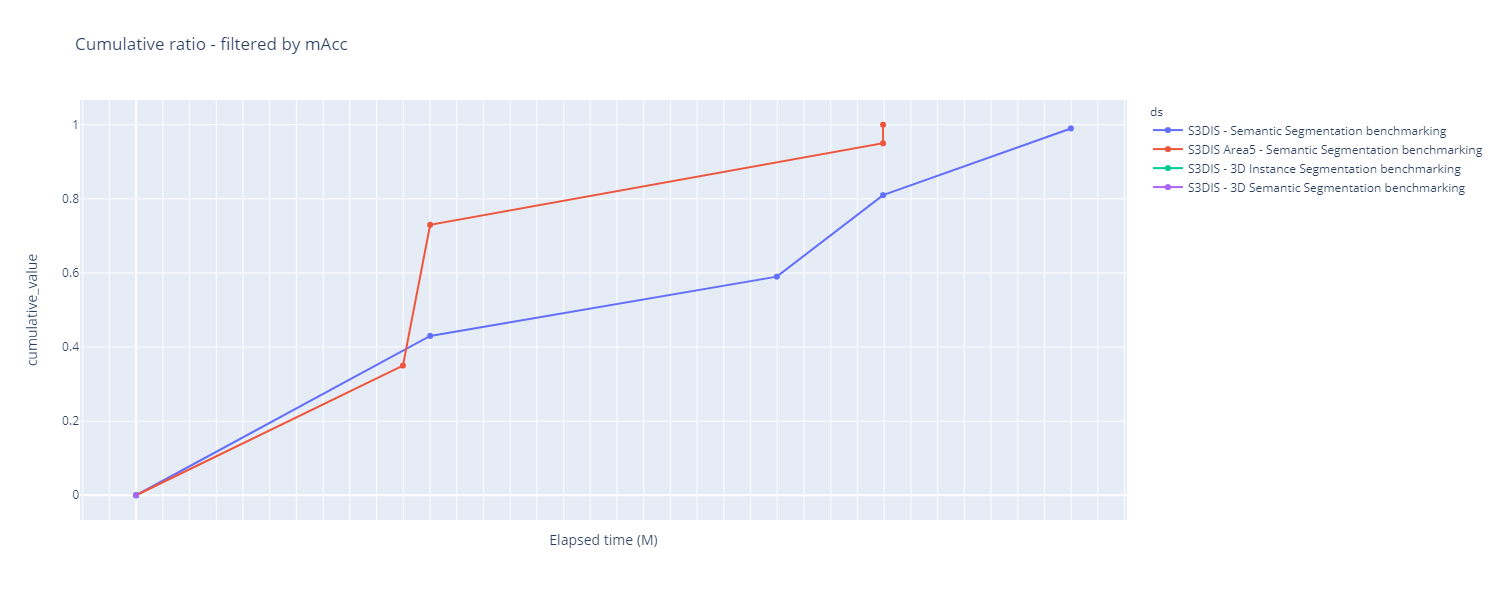 Cumulative ratio - filtered by mAcc
ds
S3DIS - Semantic Segmentation benchmarking
S3DIS Area5 - Semantic Segmentation benchmarking
S3DIS - 3D Instance Segmentation benchmarking
S3DIS - 3D Semantic Segmentation benchmarking
cumulative_value
1
0.8
0.6
0.4
0.2
0
Elapsed time (M)